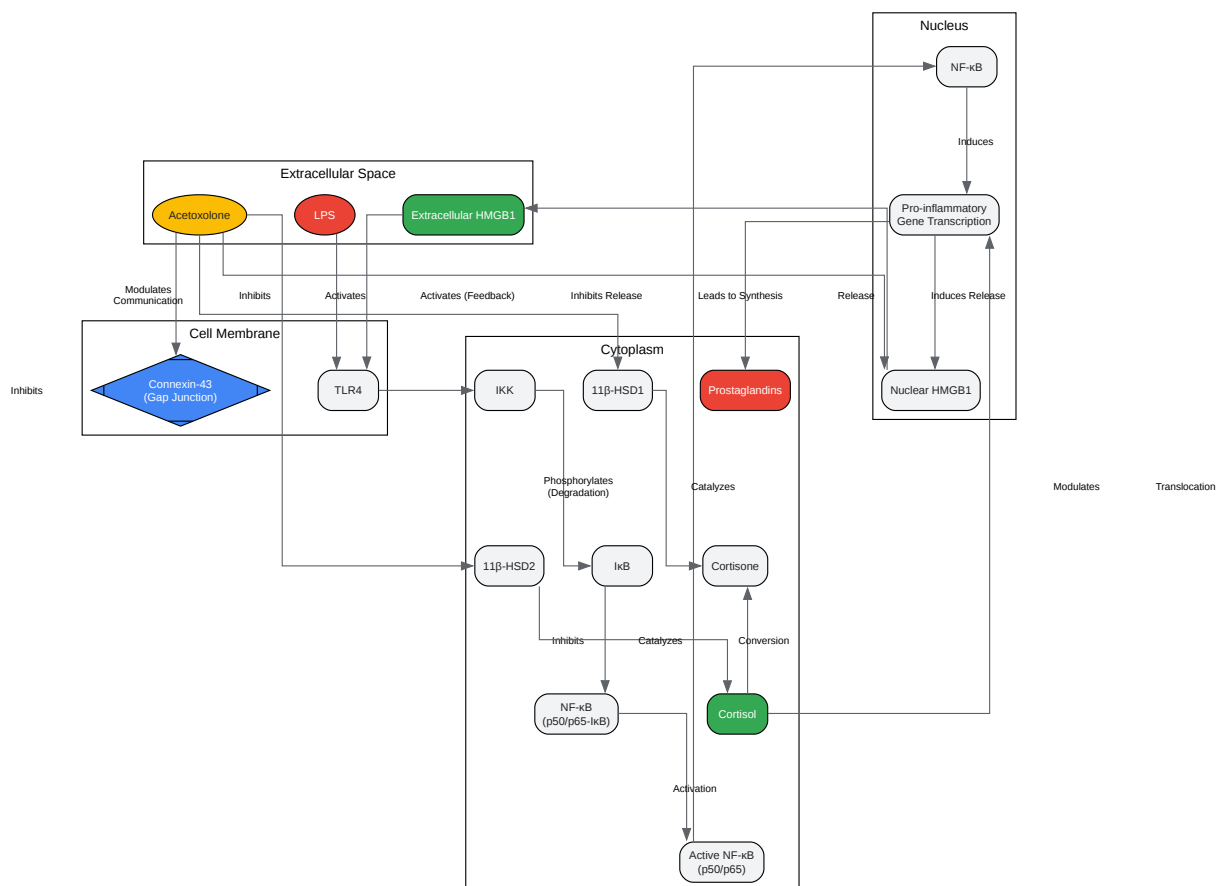 Nucleus
NF-κB
Induces
Extracellular Space
Acetoxolone
LPS
Extracellular HMGB1
Pro-inflammatory
Gene Transcription
Modulates
Communication
Inhibits
Activates
Activates (Feedback)
Inhibits Release
Leads to Synthesis
Release
Induces Release
Cell Membrane
Cytoplasm
Inhibits
Connexin-43
(Gap Junction)
TLR4
IKK
11β-HSD1
Prostaglandins
Nuclear HMGB1
Phosphorylates
(Degradation)
Catalyzes
Modulates
Translocation
11β-HSD2
IκB
Cortisone
Inhibits
Catalyzes
Conversion
NF-κB
(p50/p65-IκB)
Cortisol
Activation
Active NF-κB
(p50/p65)